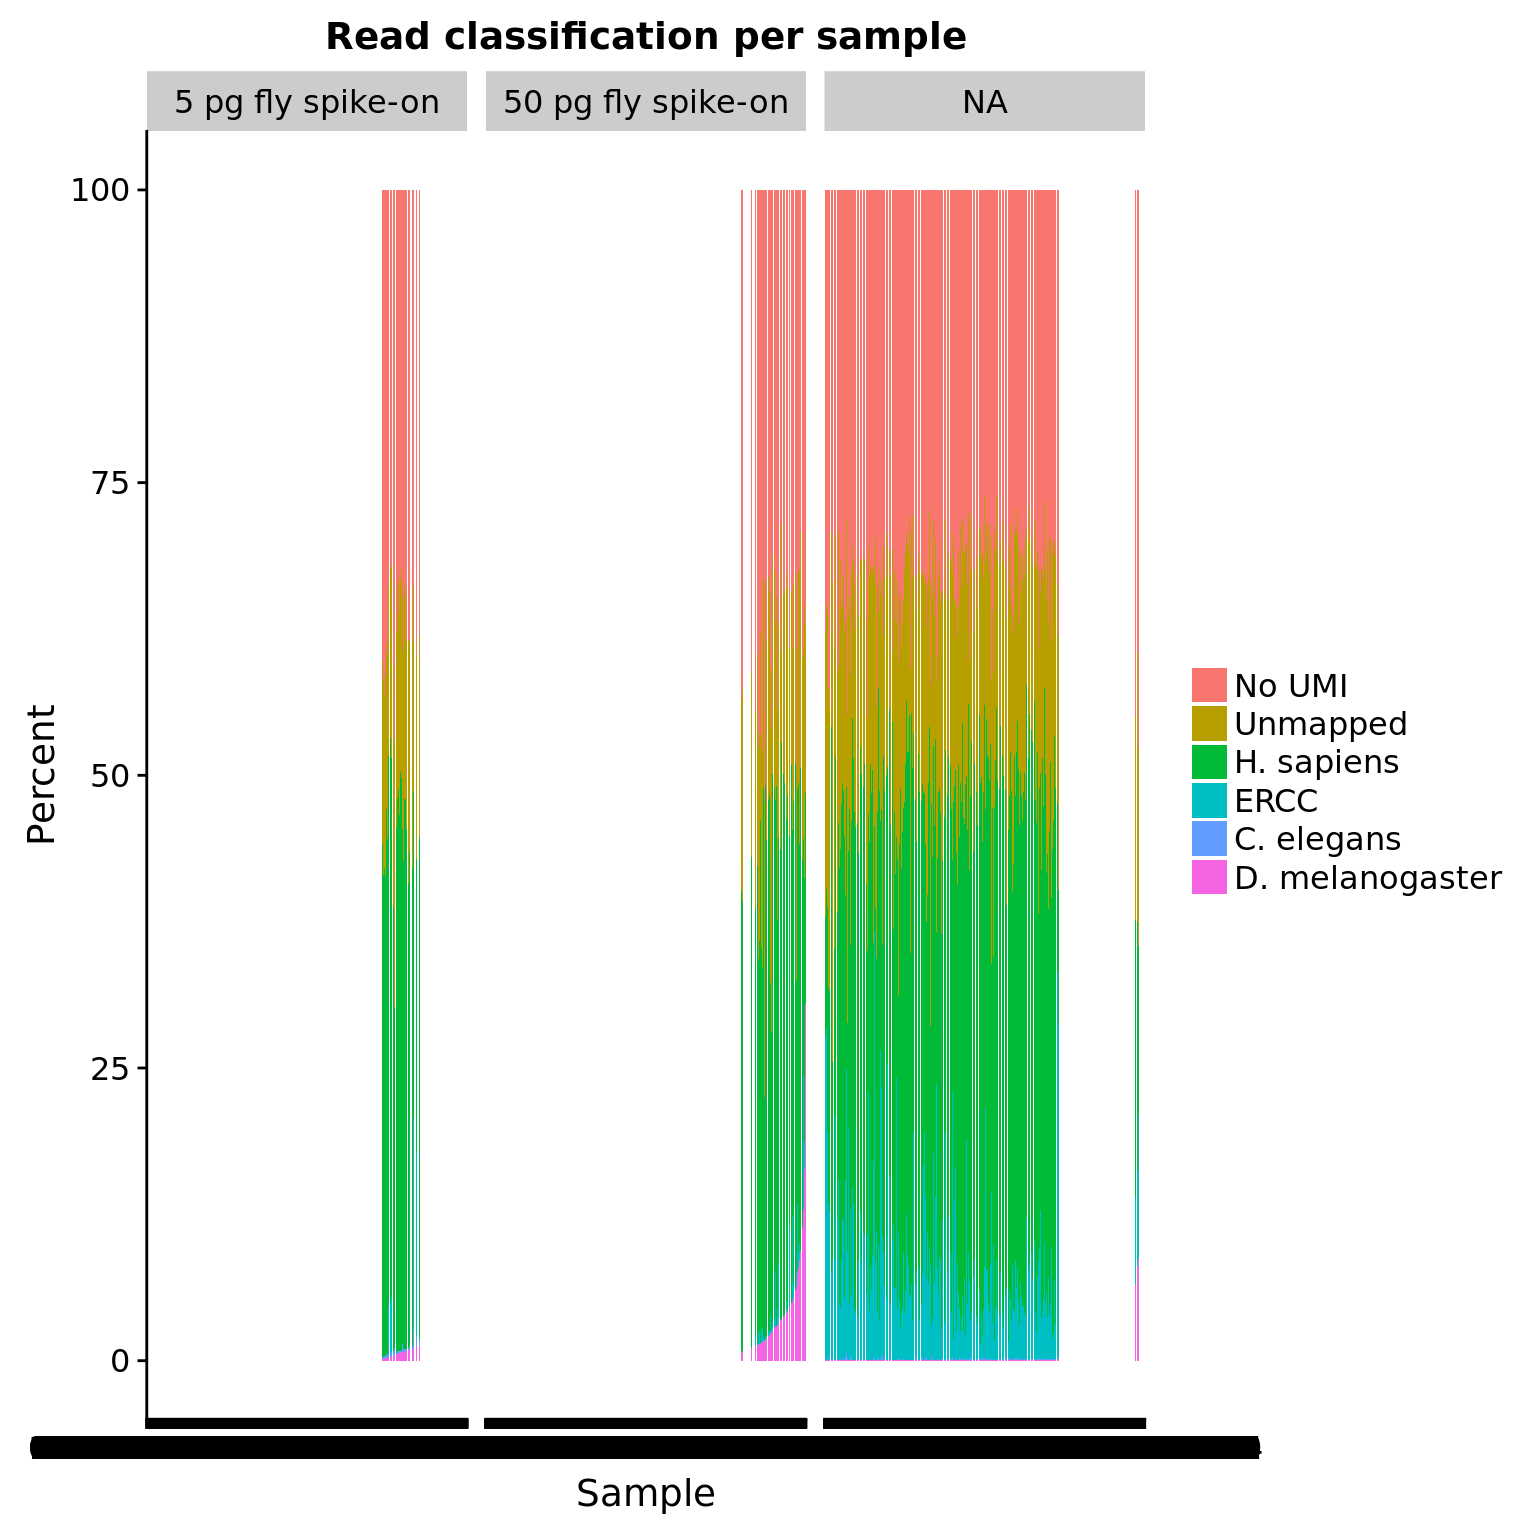 Read classification per sample
5 pg fly spike-on
50 pg fly spike-on
NA
100
75
50
25
0
Percent
No UMI
Unmapped
H. sapiens
ERCC
C. elegans
D. melanogaster
Sample